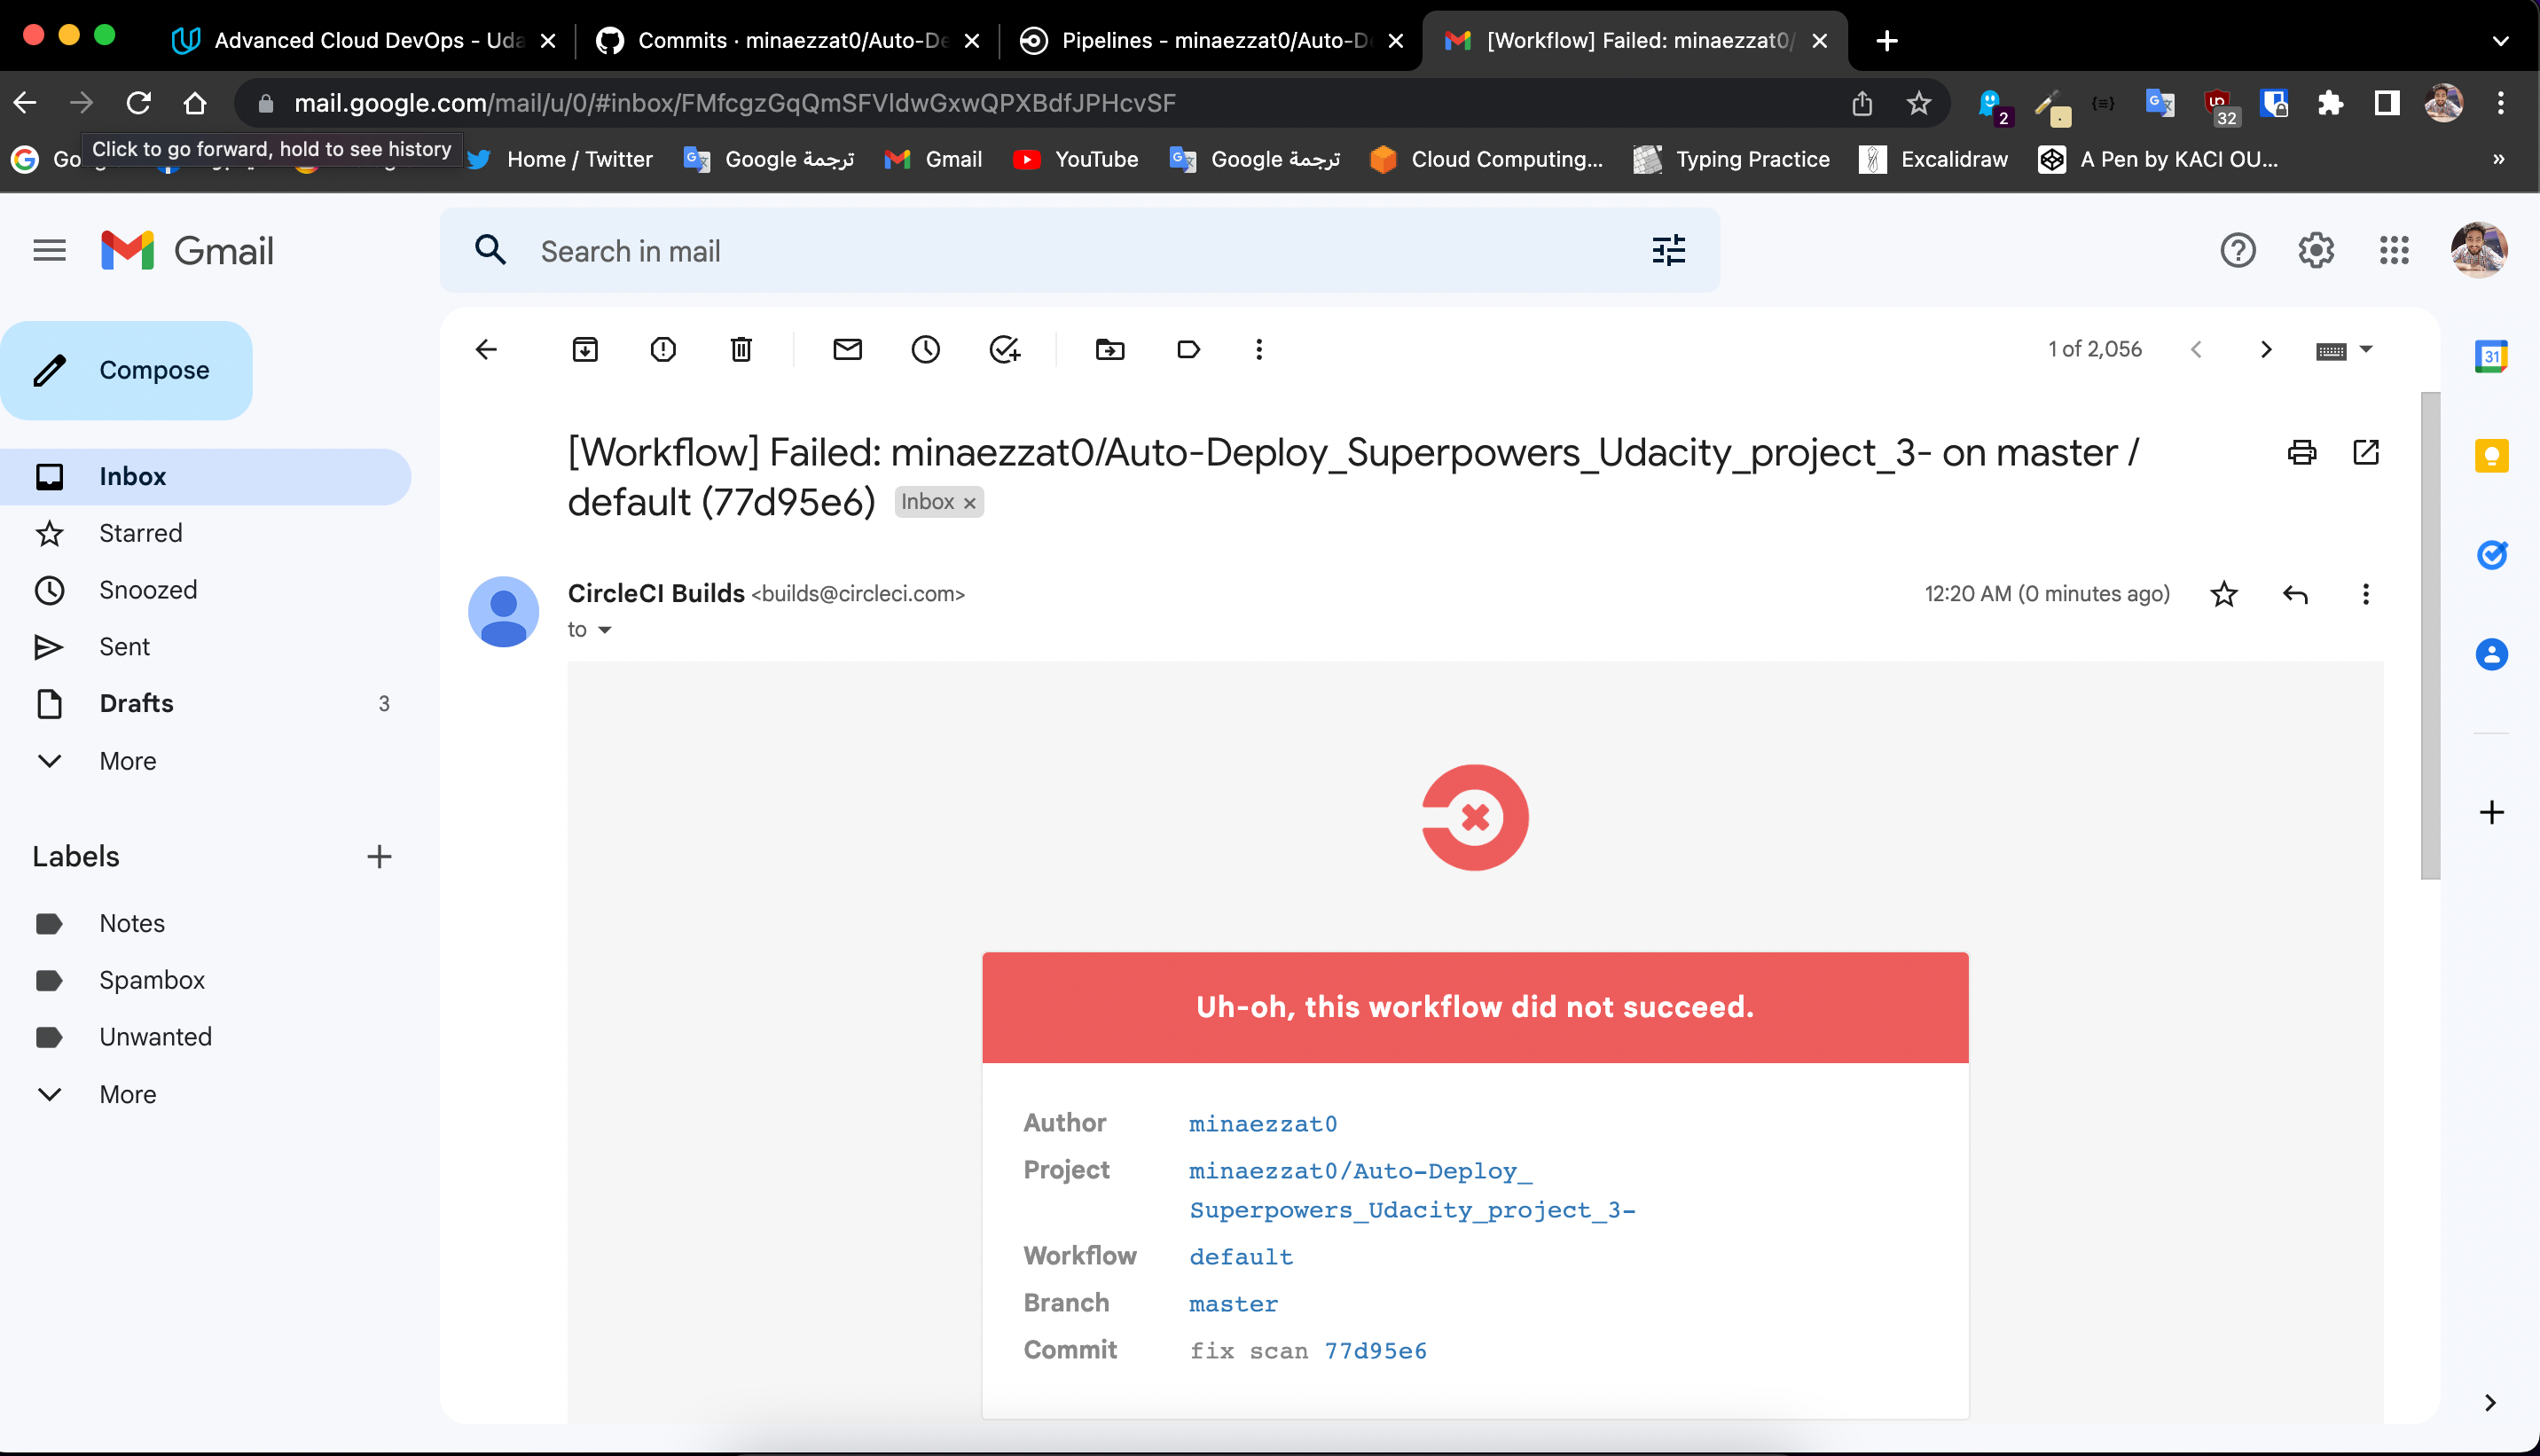 Advanced Cloud DevOps - Uda
Commits · minaezzat0/Auto-De
Pipelines - minaezzat0/Auto-D
[Workflow] Failed: minaezzat0/
mail.google.com/mail/u/0/#inbox/FMfcgzGqQmSFVldwGxwQPXBdfJPHcvSF
2
32
Click to go forward, hold to see history
Home / Twitter
Google ترجمة
Gmail
YouTube
Google ترجمة
Cloud Computing...
Typing Practice
Excalidraw
A Pen by KACI OU...
»
Gmail
Search in mail
Compose
1 of 2,056
31
Inbox
Starred
Snoozed
Sent
Drafts 3
More
Labels
Notes
Spambox
Unwanted
More
[Workflow] Failed: minaezzat0/Auto-Deploy_Superpowers_Udacity_project_3- on master /
default (77d95e6) Inbox ×
CircleCI Builds <builds@circleci.com>
12:20 AM (0 minutes ago)
to
Uh-oh, this workflow did not succeed.
Author minaezzat0
Project minaezzat0/Auto-Deploy_
Superpowers_Udacity_project_3-
Workflow default
Branch master
Commit fix scan 77d95e6